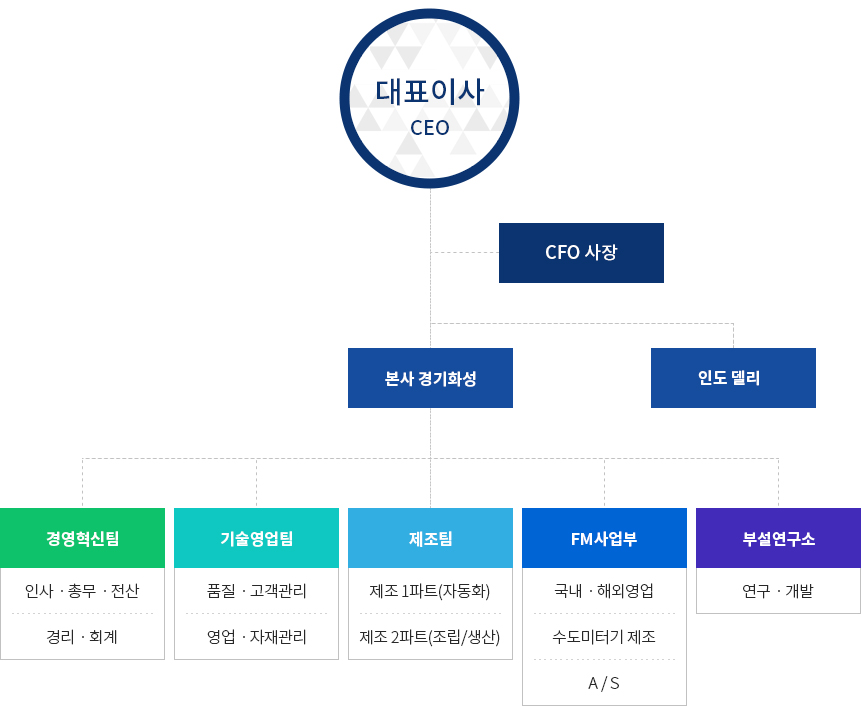 대표이사
CEO
CFO 사장
본사 경기화성
인도 델리
경영혁신팀
인사 · 총무 · 전산
경리 · 회계
기술영업팀
품질 · 고객관리
영업 · 자재관리
제조팀
제조 1파트(자동화)
제조 2파트(조립/생산)
FM사업부
국내 · 해외영업
수도미터기 제조
A / S
부설연구소
연구 · 개발